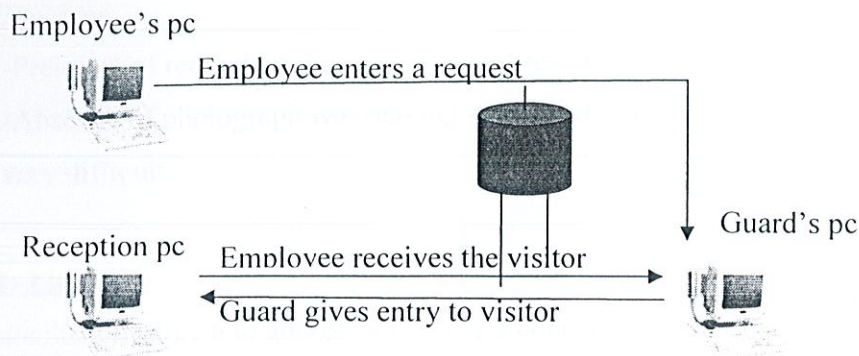 Employee's pc
Employee enters a request
Guard's pc
Reception pc
Employee receives the visitor
Guard gives entry to visitor